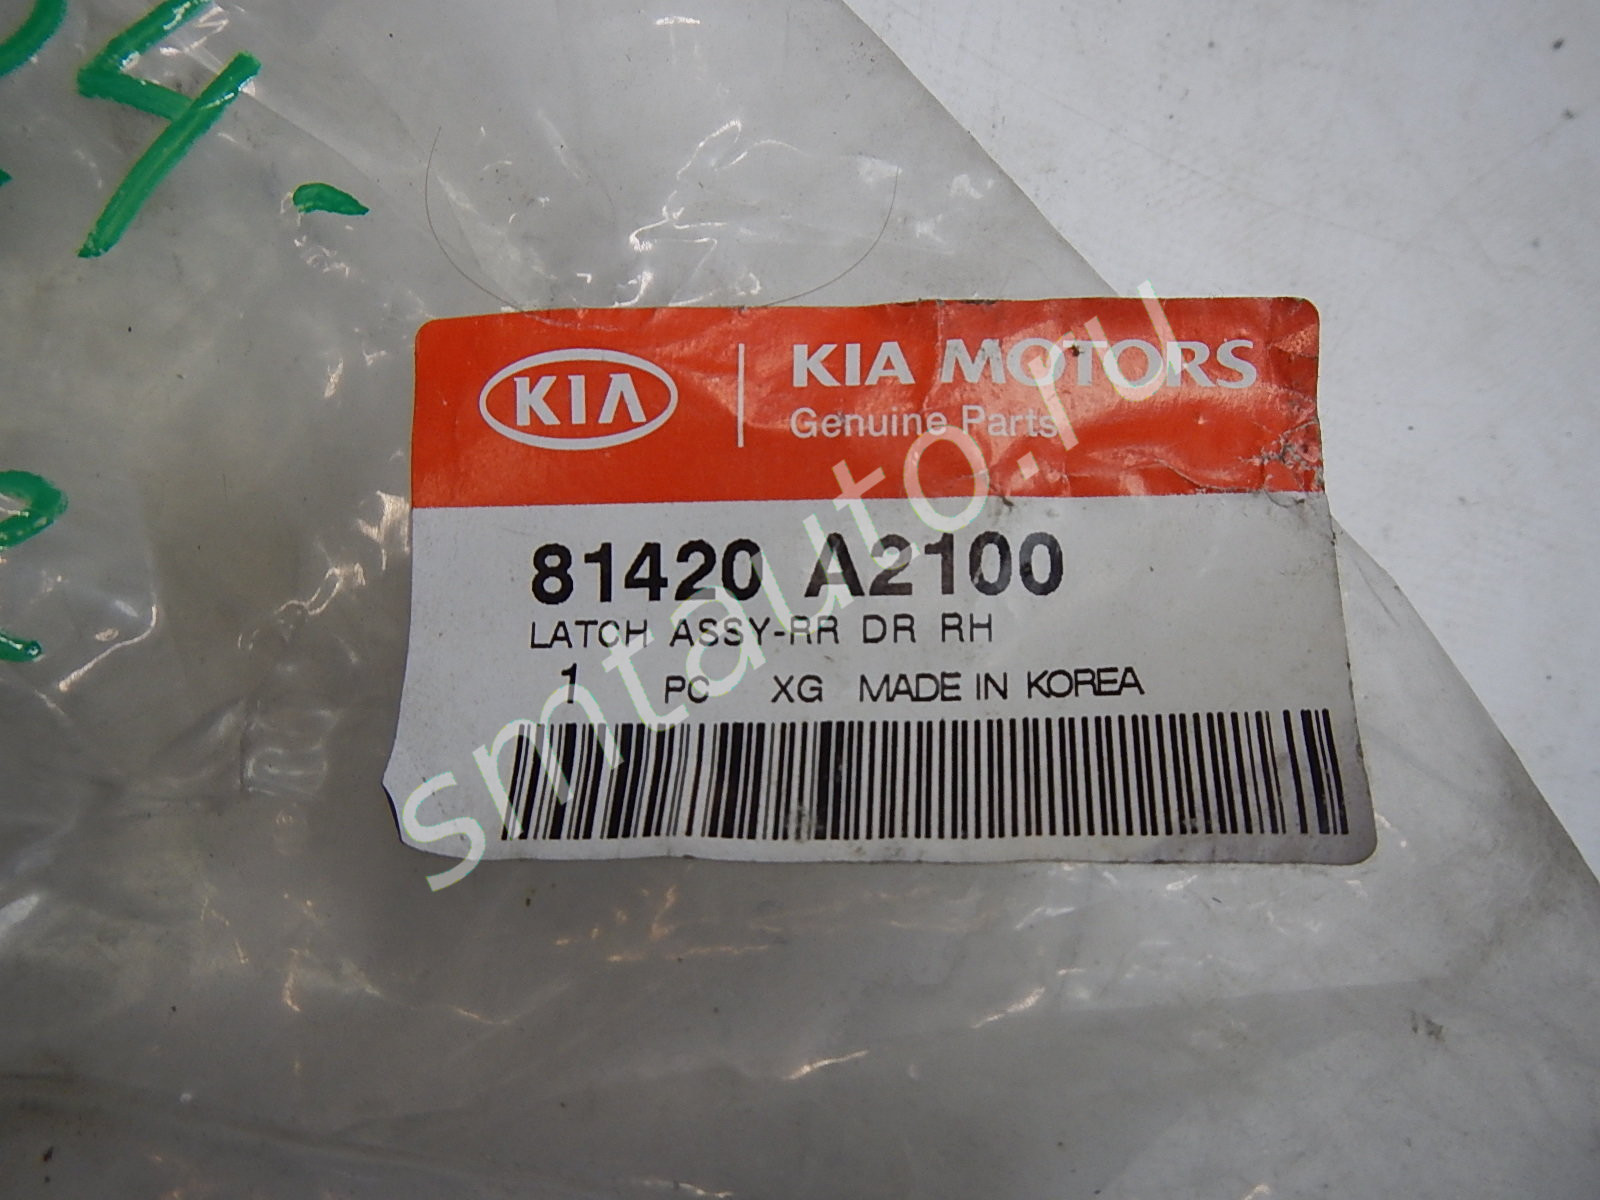 4.
KIA
KIA MOTORS
Genuine Parts
81420 A2100
LATCH ASSY-RR DR RH
1 PC XG MADE IN KOREA
smtauto.ru